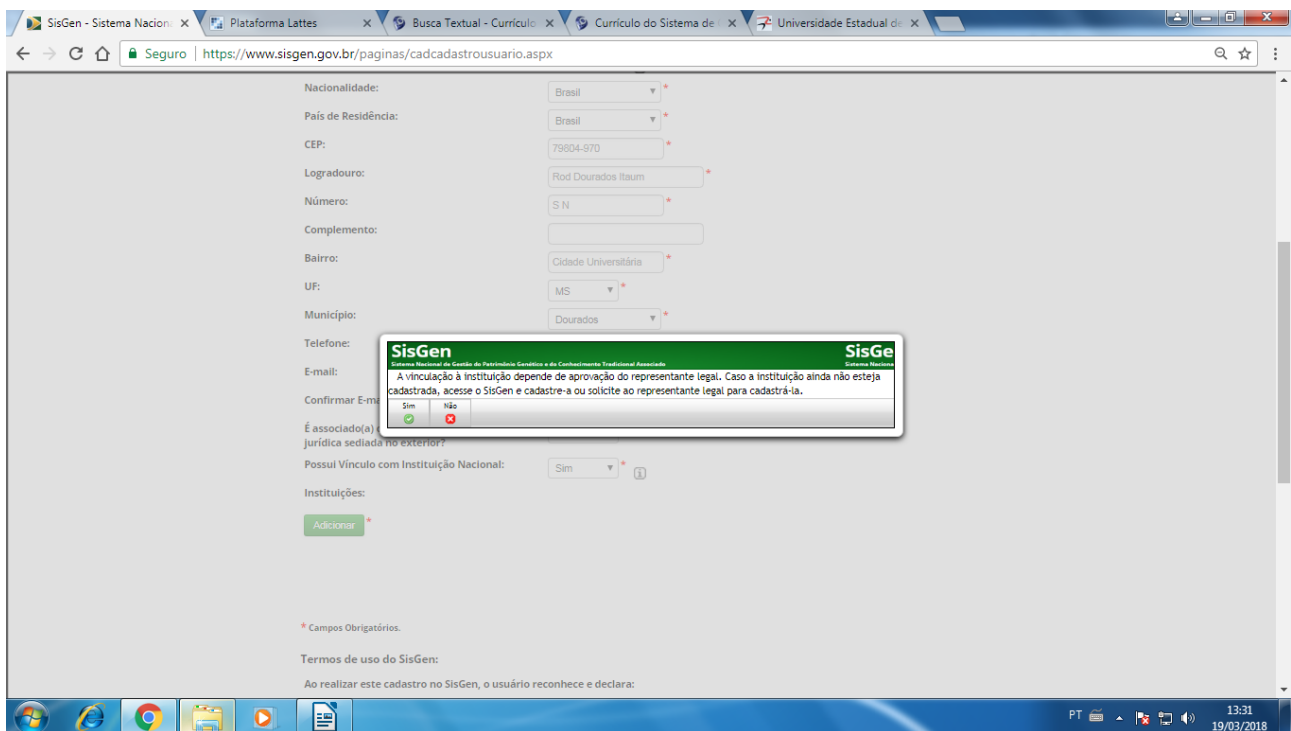 SisGen - Sistema Nacion
Plataforma Lattes
Busca Textual - Currículo
Currículo do Sistema de
Universidade Estadual de
Seguro | https://www.sisgen.gov.br/paginas/cadcadastrousuario.aspx
Nacionalidade: Brasil *
País de Residência: Brasil *
CEP: 79804-970 *
Logradouro: Rod Dourados Itaum *
Número: S N *
Complemento:
Bairro: Cidade Universitária *
UF: MS *
Município: Dourados *
Telefone:
E-mail:
Confirmar E-ma
É associado(a)
jurídica sediada no exterior?
SisGen
Sistema Nacional de Gestão do Patrimônio Genético e do Conhecimento Tradicional Associado
SisGe
Sistema Naciona
A vinculação à instituição depende de aprovação do representante legal. Caso a instituição ainda não esteja
cadastrada, acesse o SisGen e cadastre-a ou solicite ao representante legal para cadastrá-la.
Sim Não
Possui Vínculo com Instituição Nacional: Sim *
Instituições:
Adicionar *
* Campos Obrigatórios.
Termos de uso do SisGen:
Ao realizar este cadastro no SisGen, o usuário reconhece e declara:
PT
13:31
19/03/2018